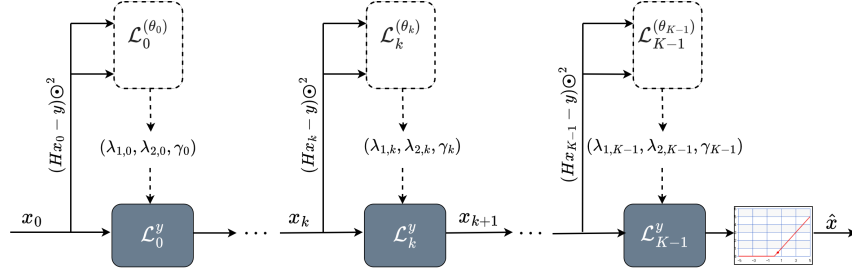 $\mathcal{L}_0^{(\theta_0)}$
$\mathcal{L}_k^{(\theta_k)}$
$\mathcal{L}_{K-1}^{(\theta_{K-1})}$
$(Hx_0 - y)\odot^2$
$(Hx_k - y)\odot^2$
$(Hx_{K-1} - y)\odot^2$
$(\lambda_{1,0}, \lambda_{2,0}, \gamma_0)$
$(\lambda_{1,k}, \lambda_{2,k}, \gamma_k)$
$(\lambda_{1,K-1}, \lambda_{2,K-1}, \gamma_{K-1})$
$x_0$ $\mathcal{L}_0^y$ $\cdots$ $x_k$ $\mathcal{L}_k^y$ $x_{k+1}$ $\cdots$ $\mathcal{L}_{K-1}^y$ $\hat{x}$